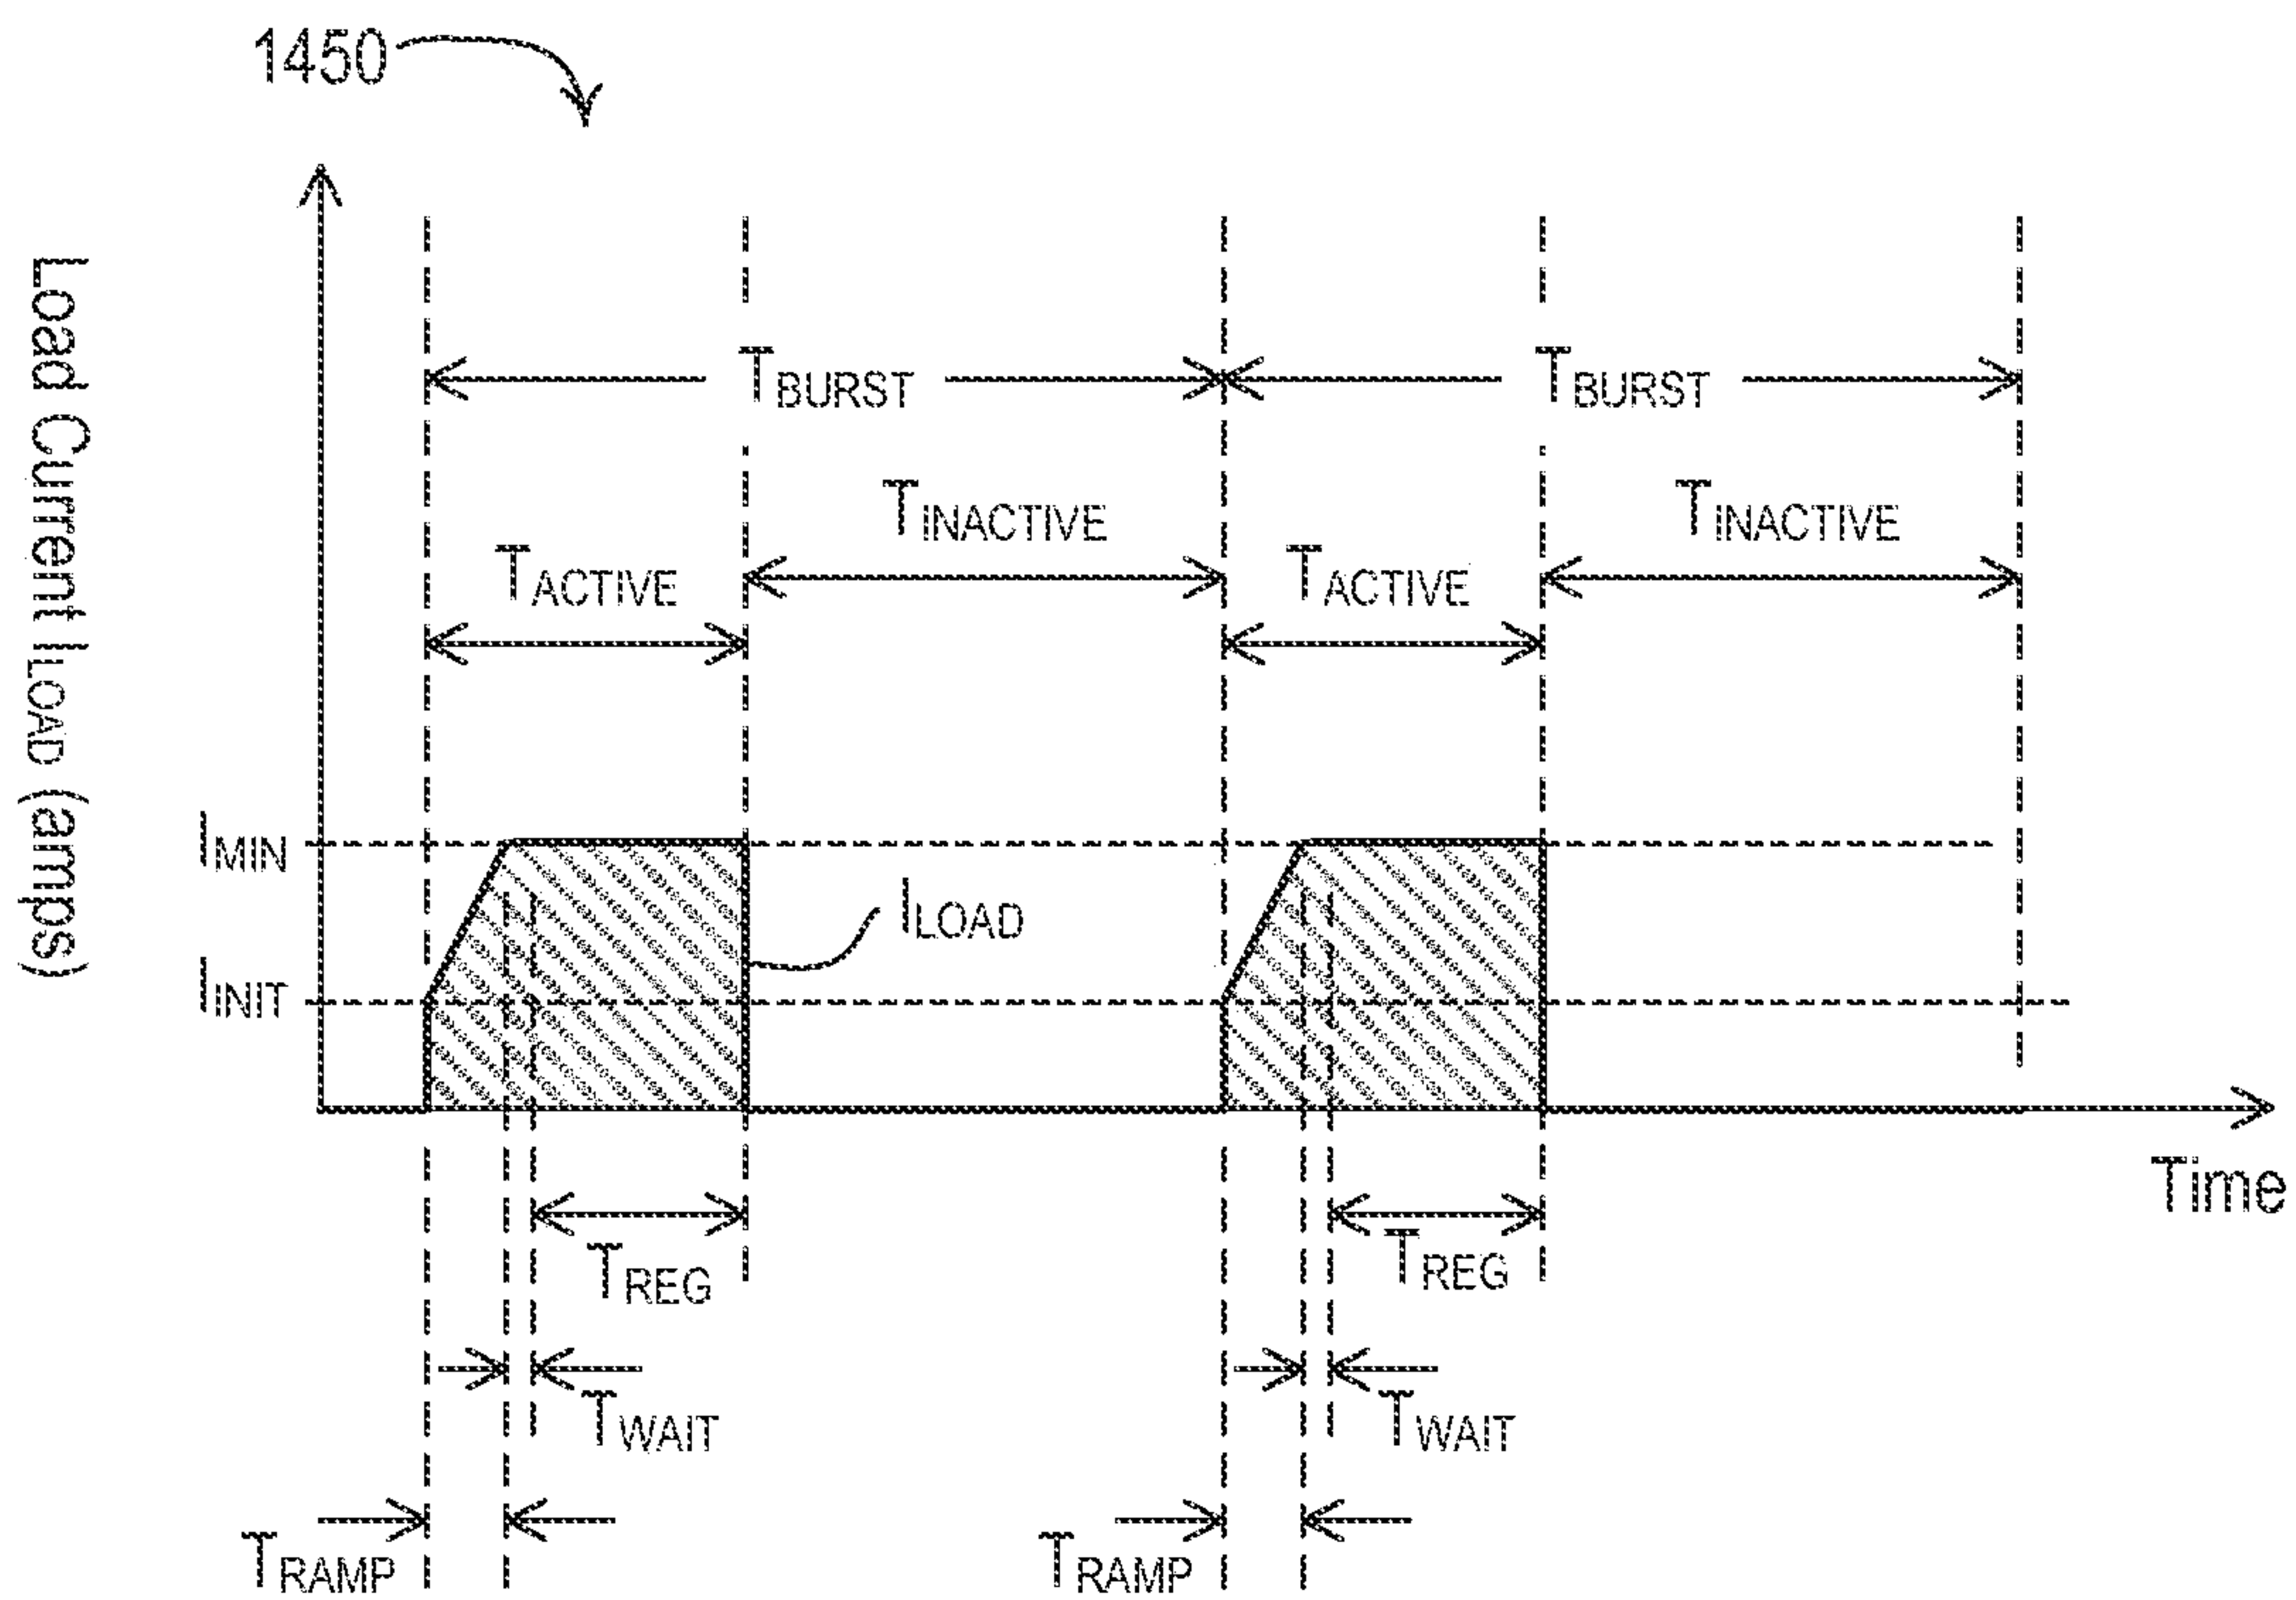 1450
Load Current ILOAD (amps)
TBURST TBURST
TINACTIVE TINACTIVE
TACTIVE TACTIVE
IMIN
ILOAD
IINIT
Time
TREG TREG
TWAIT TWAIT
TRAMP TRAMP